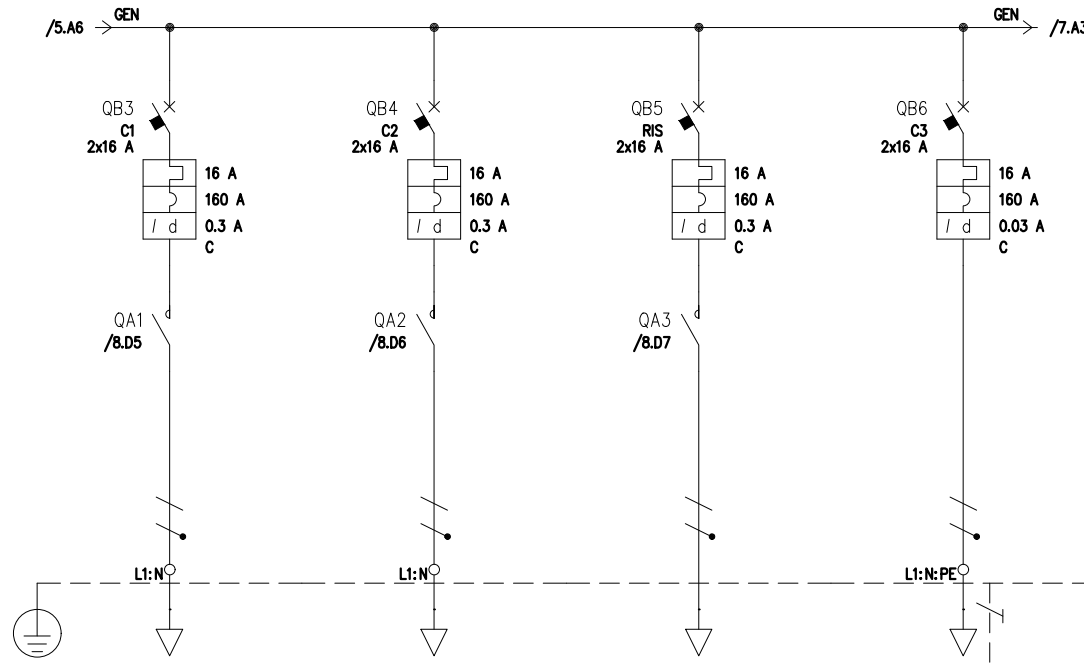 /5.A6
GEN
GEN
/7.A3
QB3
C1
2x16 A
16 A
160 A
I d
0.3 A
C
QB4
C2
2x16 A
16 A
160 A
I d
0.3 A
C
QB5
RIS
2x16 A
16 A
160 A
I d
0.3 A
C
QB6
C3
2x16 A
16 A
160 A
I d
0.03 A
C
QA1
/8.D5
QA2
/8.D6
QA3
/8.D7
L1:N
L1:N
L1:N:PE